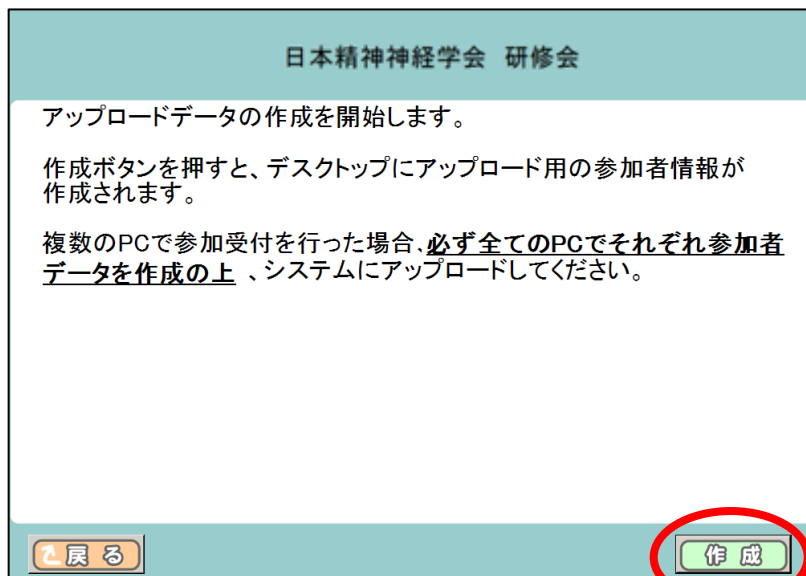 日本精神神経学会 研修会
アップロードデータの作成を開始します。
作成ボタンを押すと、デスクトップにアップロード用の参加者情報が
作成されます。
複数のPCで参加受付を行った場合、必ず全てのPCでそれぞれ参加者
データを作成の上 、システムにアップロードしてください。
戻る
作成